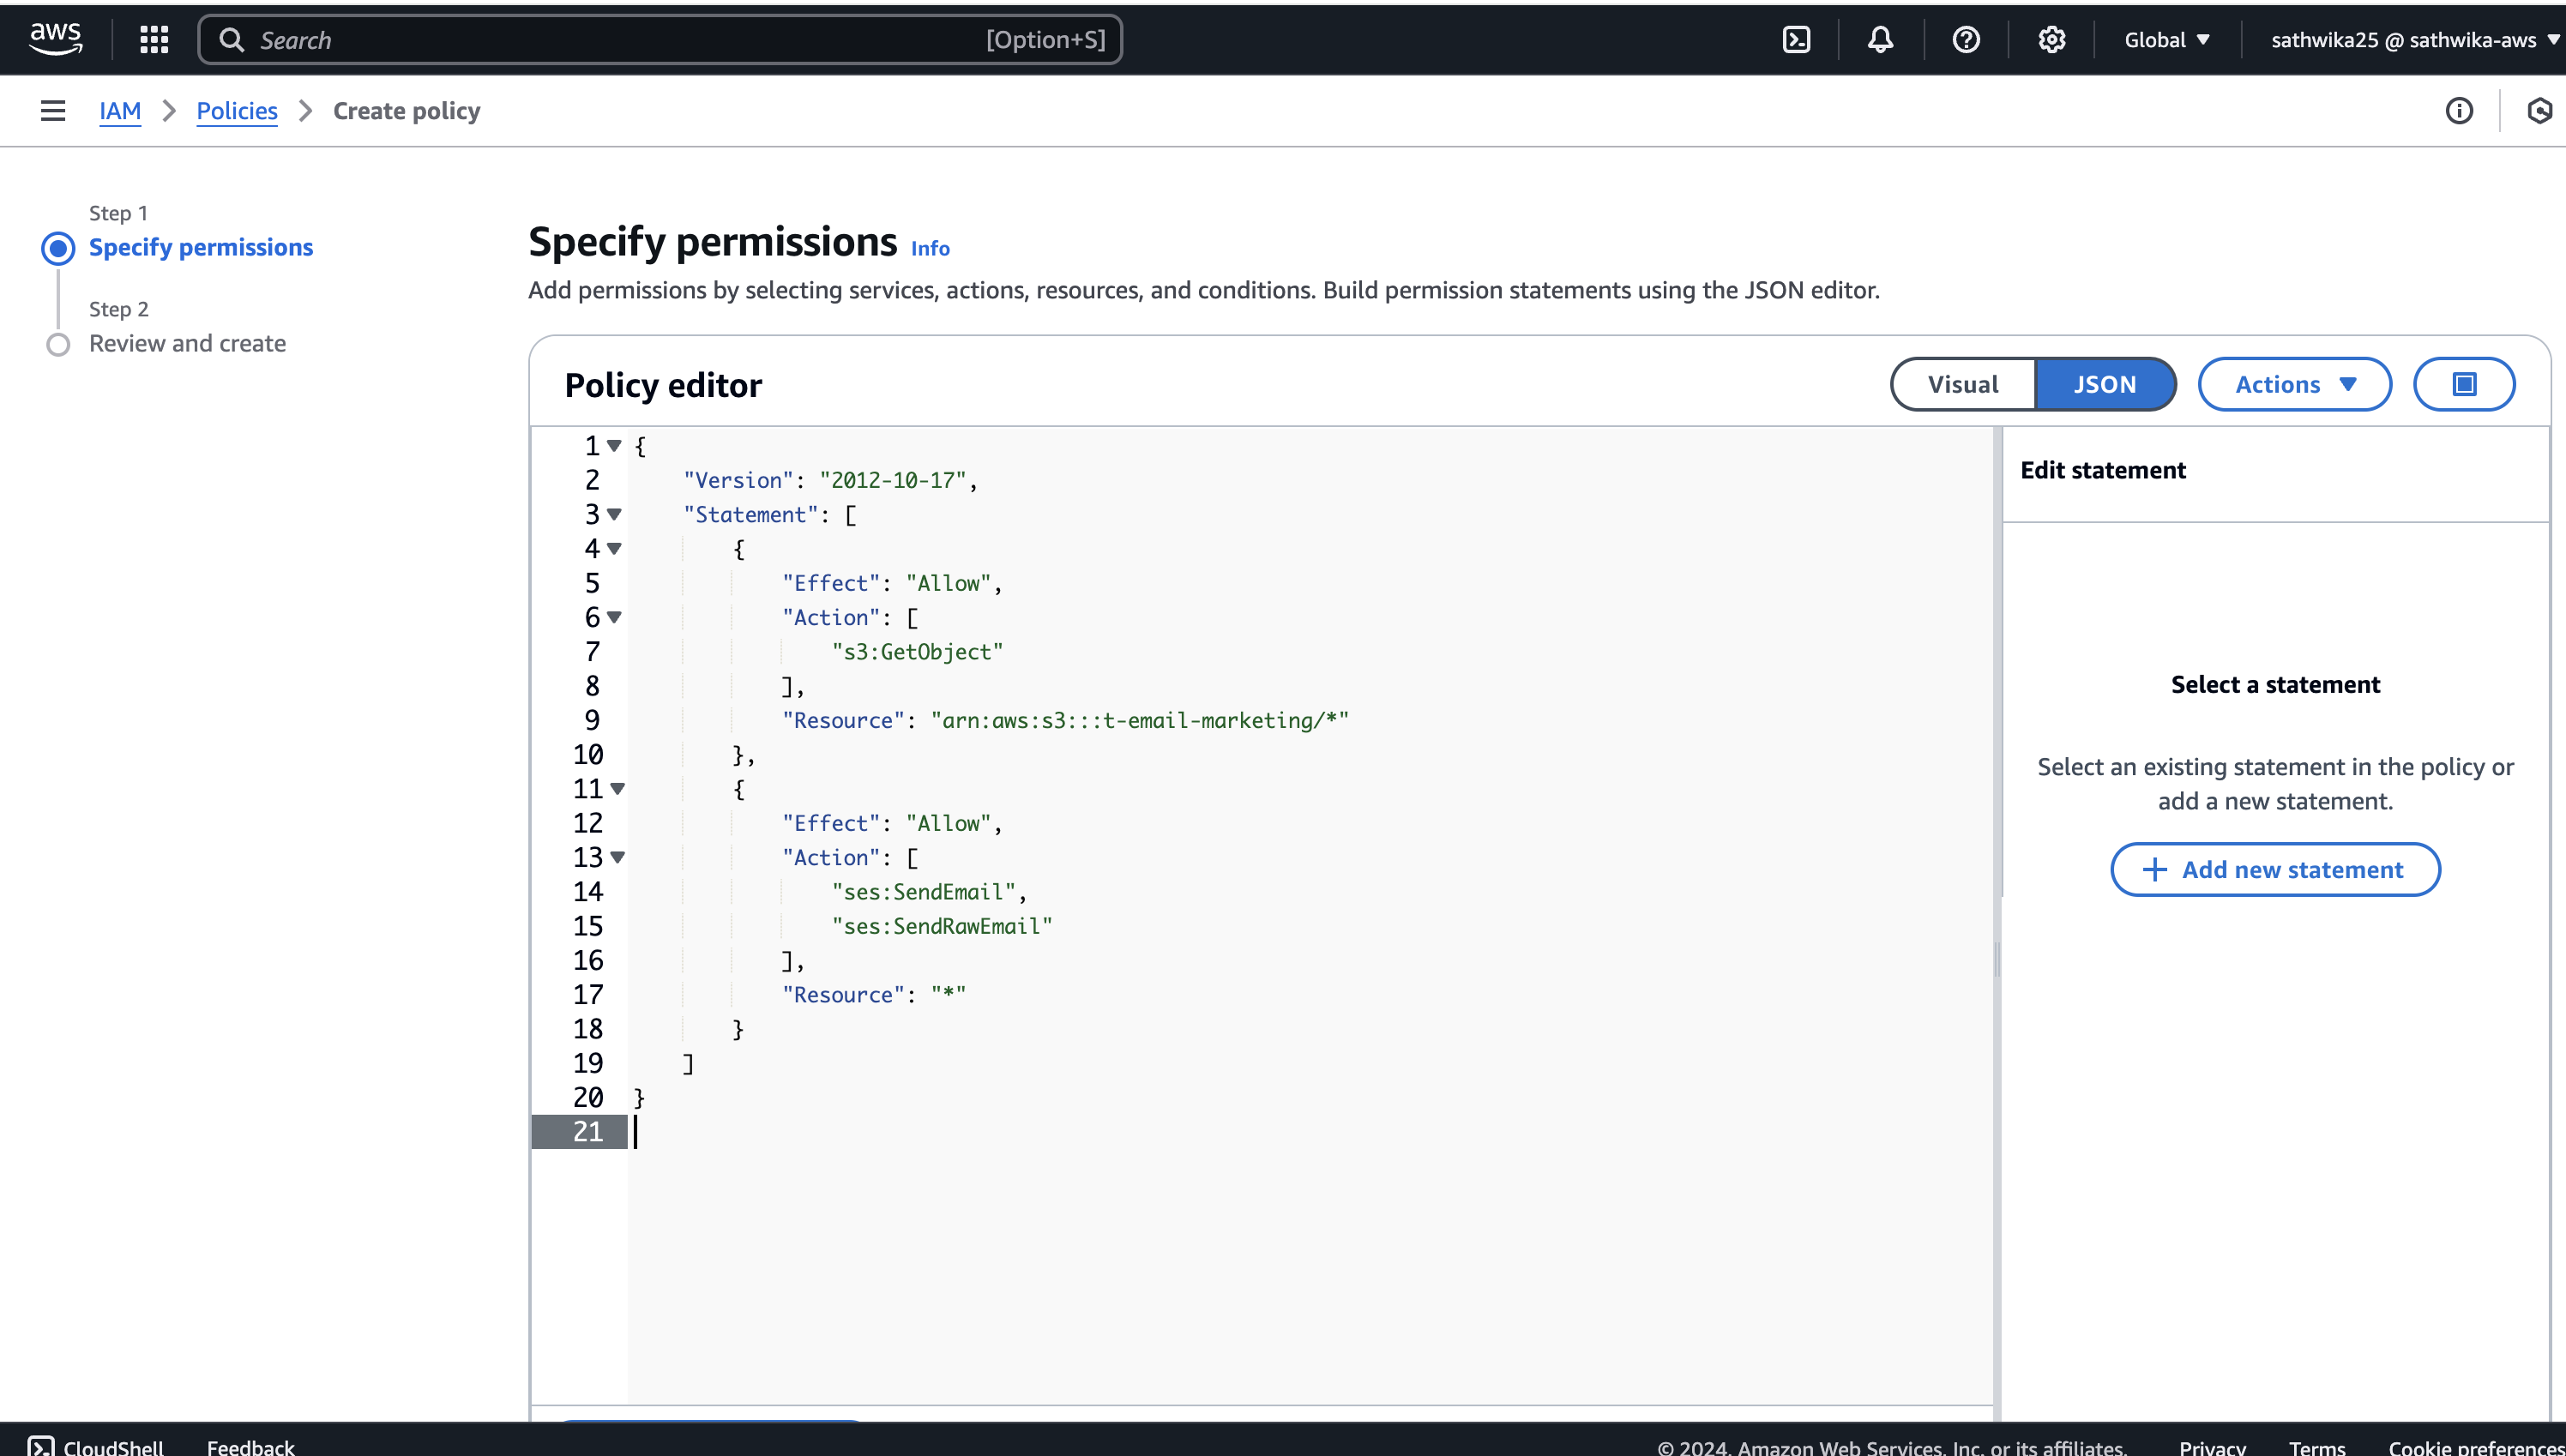 aws
Search [Option+S]
Global
sathwika25 @ sathwika-aws
IAM > Policies > Create policy
Step 1
Specify permissions
Step 2
Review and create
Specify permissions Info
Add permissions by selecting services, actions, resources, and conditions. Build permission statements using the JSON editor.
Policy editor
Visual JSON Actions
1 {
2 "Version": "2012-10-17",
3 "Statement": [
4 {
5 "Effect": "Allow",
6 "Action": [
7 "s3:GetObject"
8 ],
9 "Resource": "arn:aws:s3:::t-email-marketing/*"
10 },
11 {
12 "Effect": "Allow",
13 "Action": [
14 "ses:SendEmail",
15 "ses:SendRawEmail"
16 ],
17 "Resource": "*"
18 }
19 ]
20 }
21
Edit statement
Select a statement
Select an existing statement in the policy or
add a new statement.
+ Add new statement
CloudShell Feedback © 2024, Amazon Web Services, Inc. or its affiliates. Privacy Terms Cookie preferences